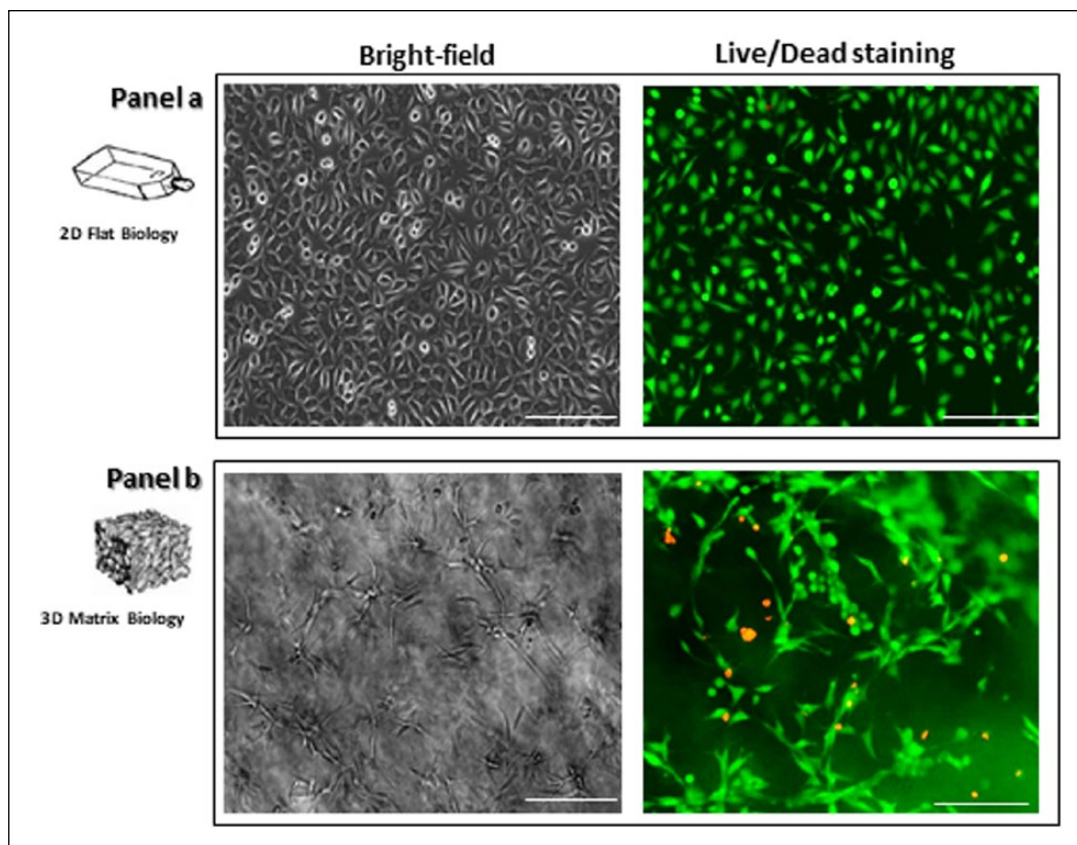 Bright-field
Live/Dead staining
Panel a
2D Flat Biology
Panel b
3D Matrix Biology